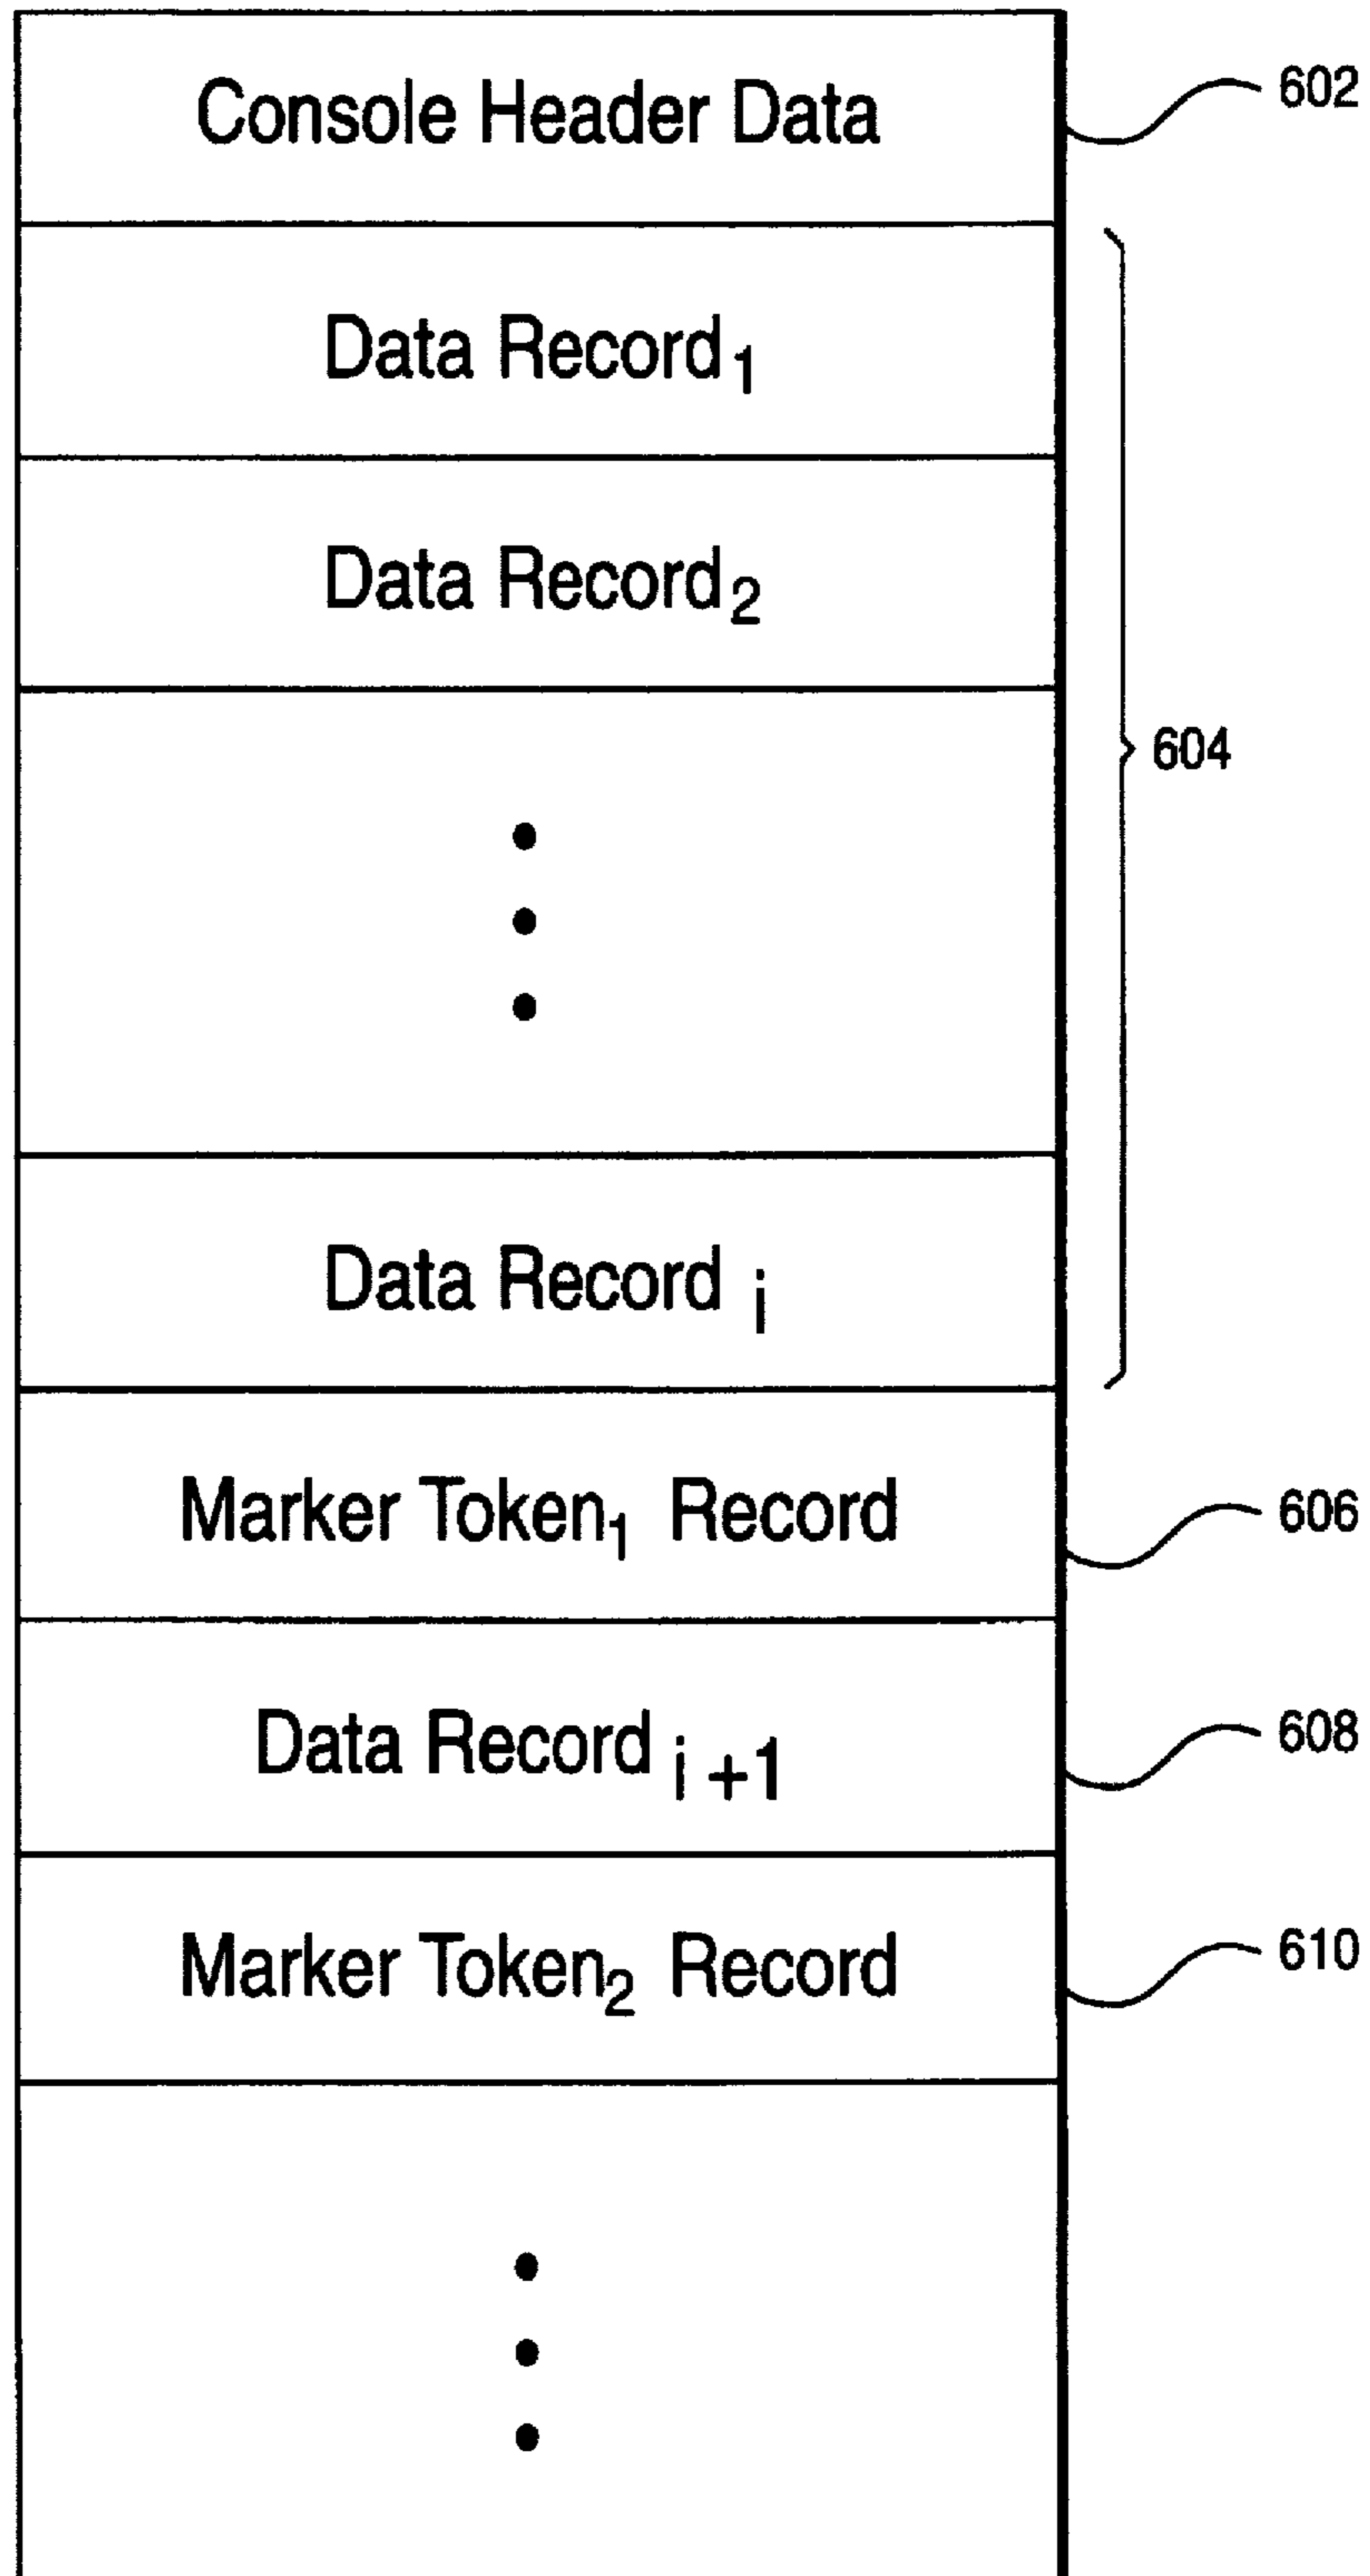 Console Header Data
602
Data Record1
Data Record2
604
Data Record i
Marker Token1 Record
606
Data Record i +1
608
Marker Token2 Record
610